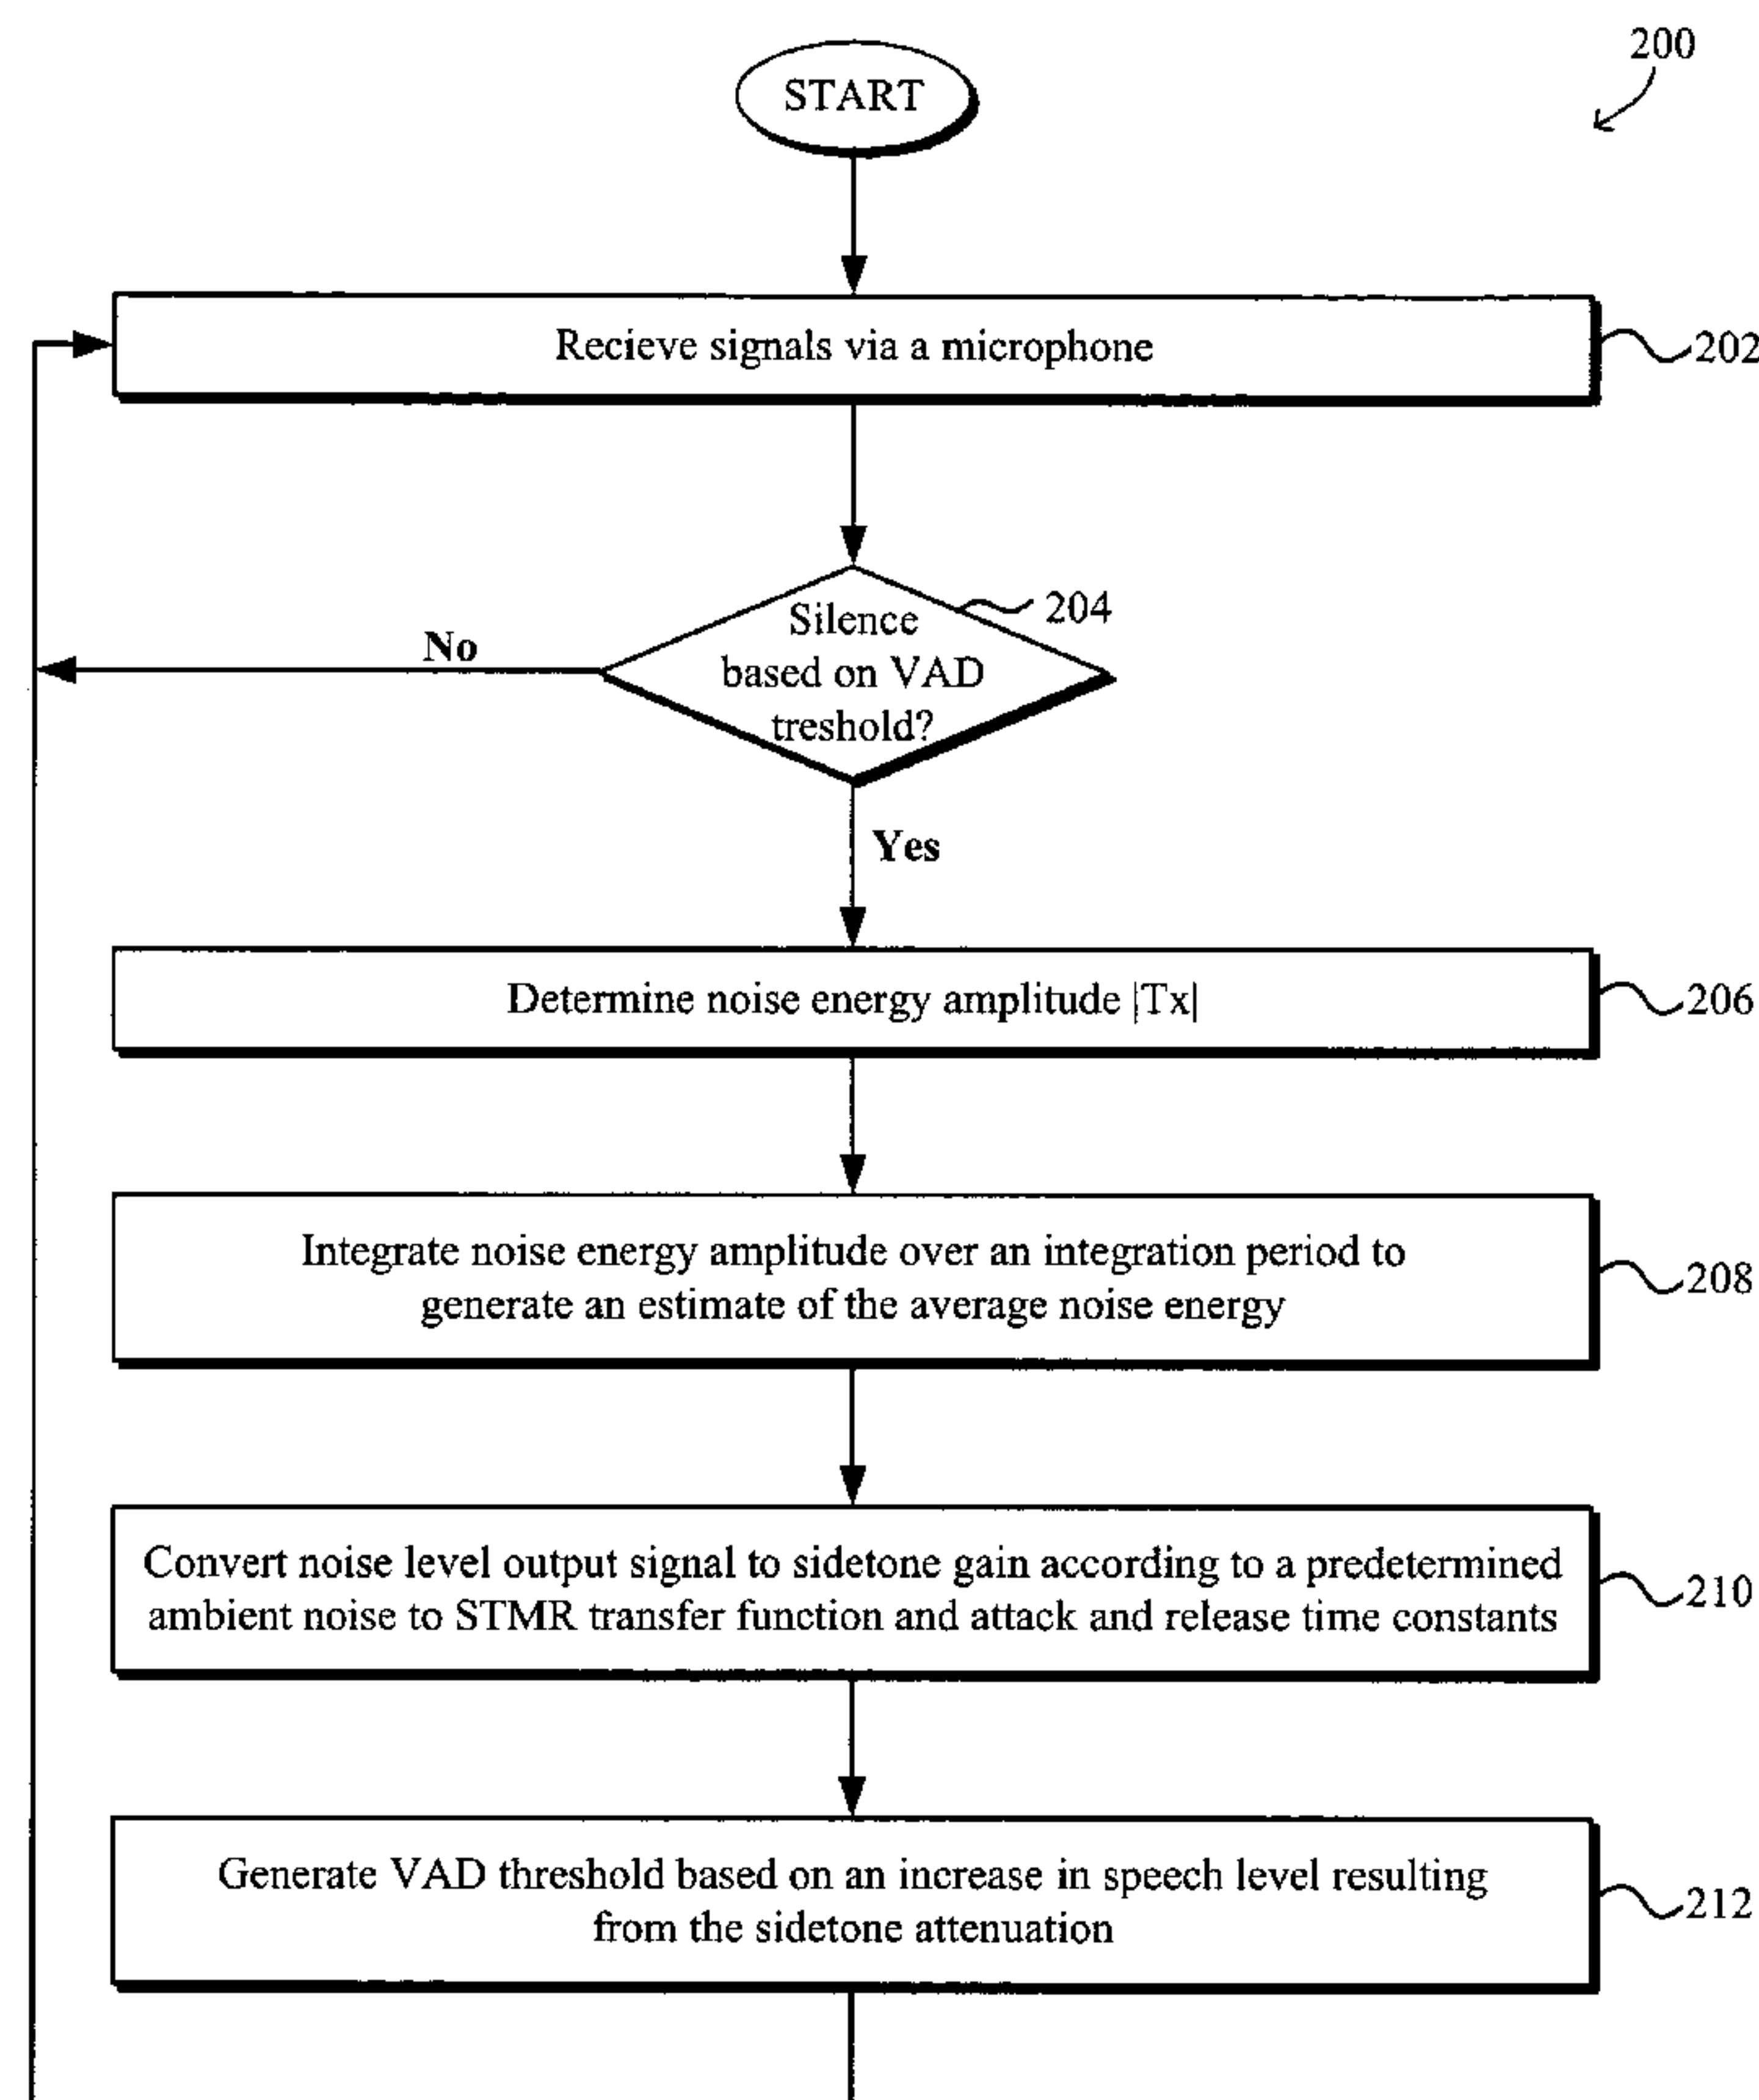 200
START
Recieve signals via a microphone
202
204
Silence
based on VAD
treshold?
No
Yes
Determine noise energy amplitude |Tx|
206
Integrate noise energy amplitude over an integration period to
generate an estimate of the average noise energy
208
Convert noise level output signal to sidetone gain according to a predetermined
ambient noise to STMR transfer function and attack and release time constants
210
Generate VAD threshold based on an increase in speech level resulting
from the sidetone attenuation
212